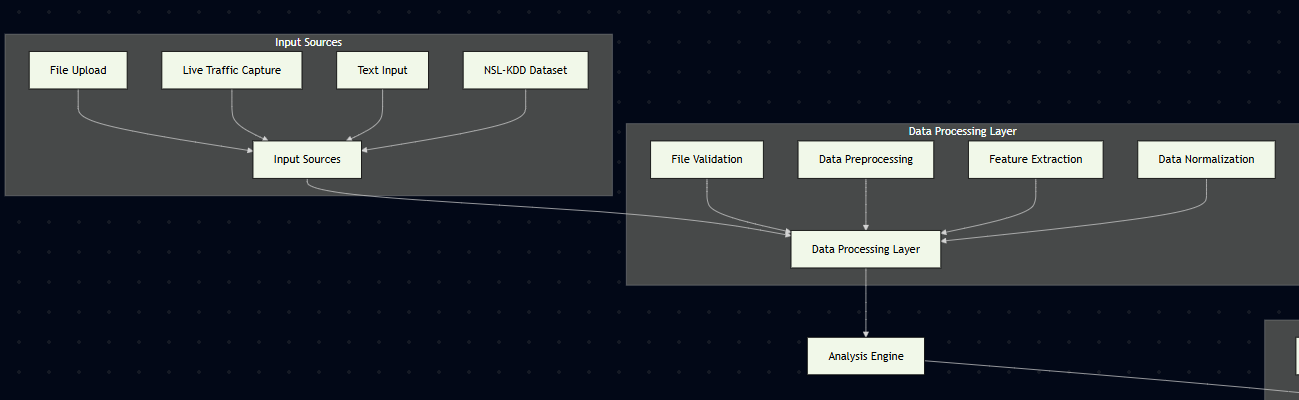 Input Sources
File Upload
Live Traffic Capture
Text Input
NSL-KDD Dataset
Input Sources
Data Processing Layer
File Validation
Data Preprocessing
Feature Extraction
Data Normalization
Data Processing Layer
Analysis Engine